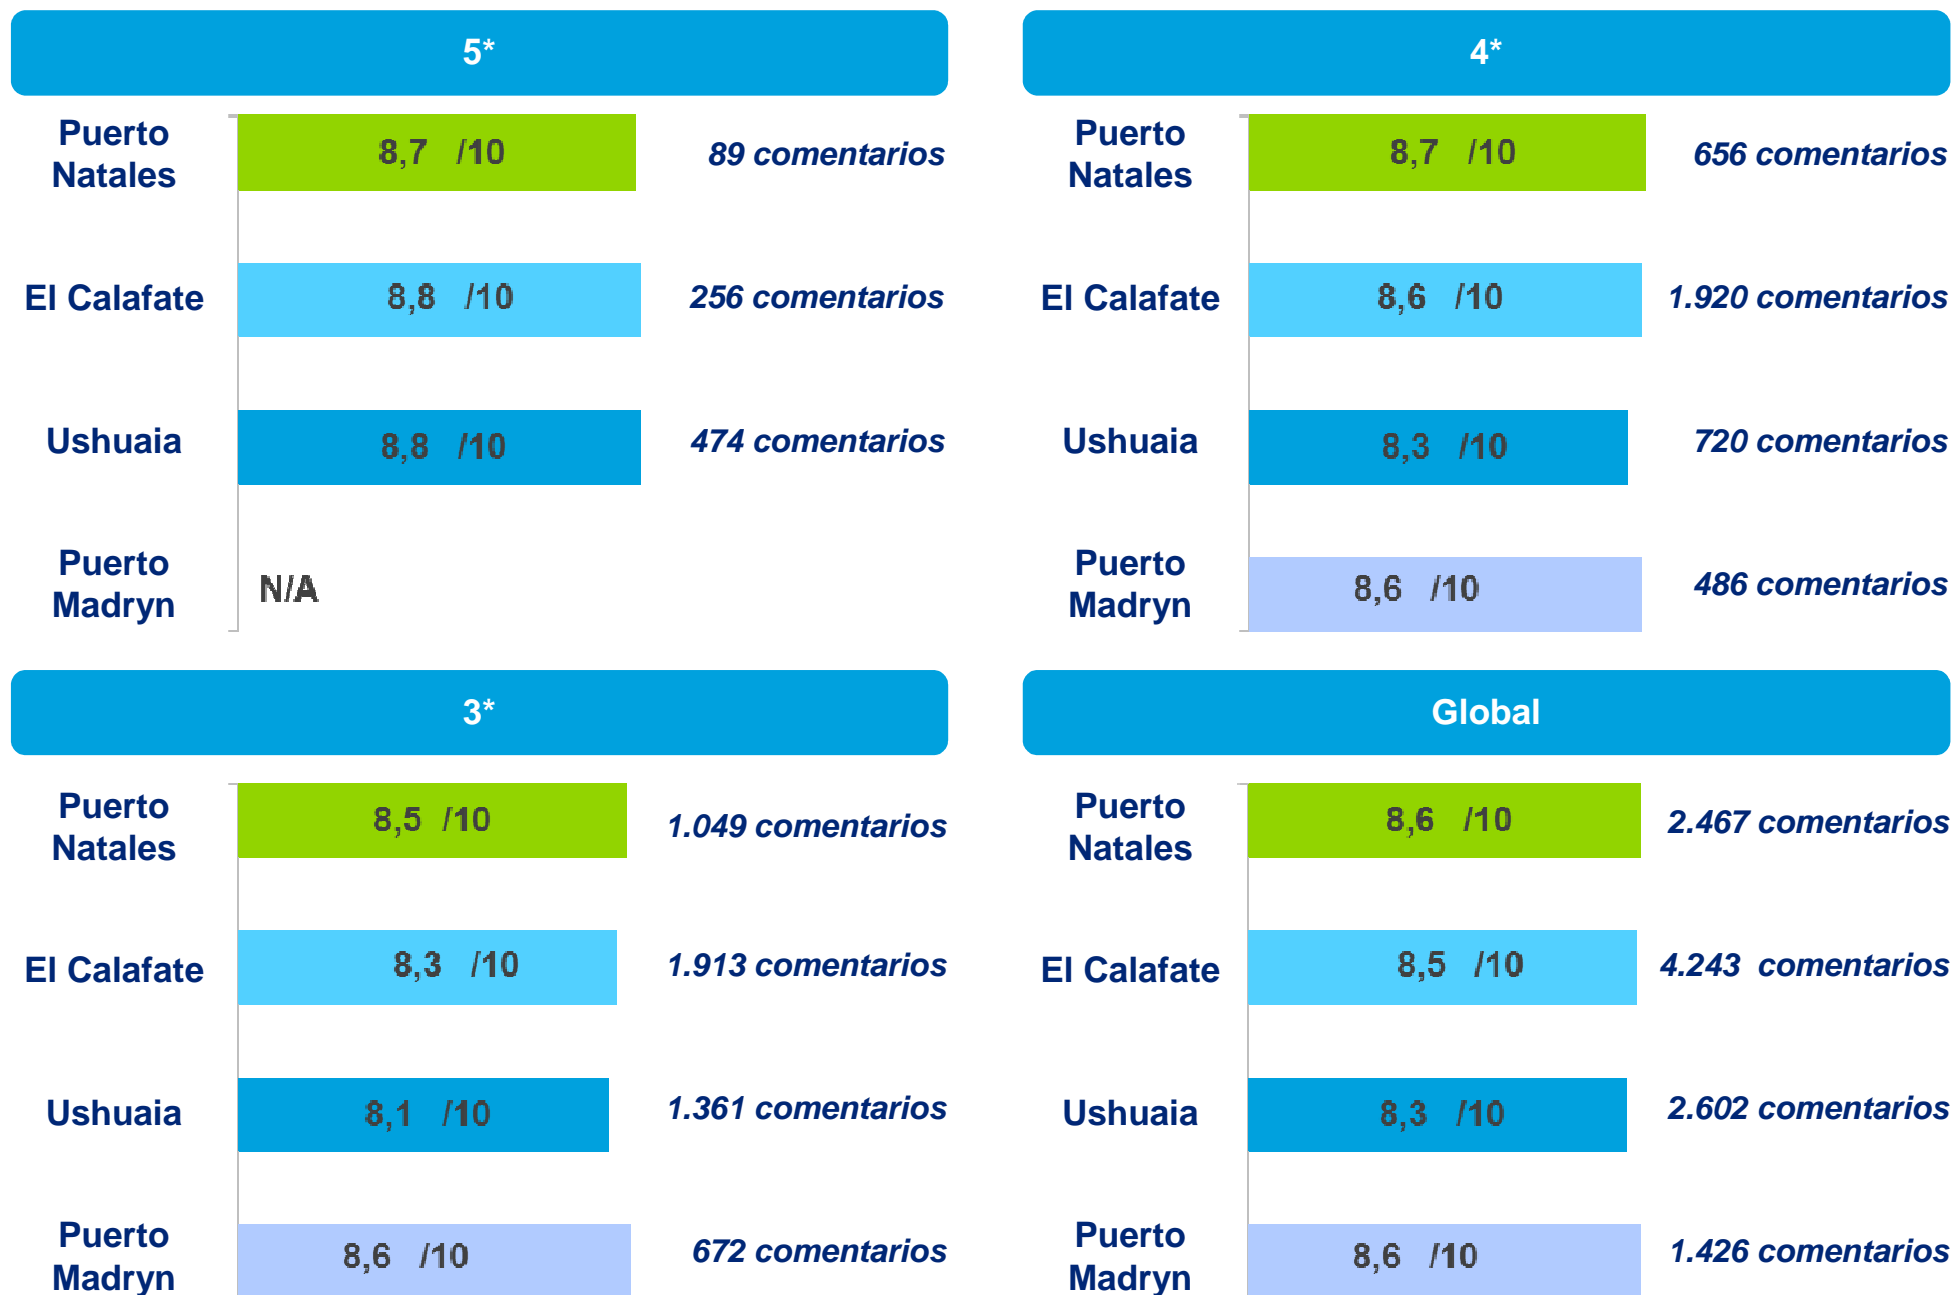 5*
Puerto
Natales
8,7 /10
89 comentarios
El Calafate
8,8 /10
256 comentarios
Ushuaia
8,8 /10
474 comentarios
Puerto
Madryn
N/A
4*
Puerto
Natales
8,7 /10
656 comentarios
El Calafate
8,6 /10
1.920 comentarios
Ushuaia
8,3 /10
720 comentarios
Puerto
Madryn
8,6 /10
486 comentarios
3*
Puerto
Natales
8,5 /10
1.049 comentarios
El Calafate
8,3 /10
1.913 comentarios
Ushuaia
8,1 /10
1.361 comentarios
Puerto
Madryn
8,6 /10
672 comentarios
Global
Puerto
Natales
8,6 /10
2.467 comentarios
El Calafate
8,5 /10
4.243 comentarios
Ushuaia
8,3 /10
2.602 comentarios
Puerto
Madryn
8,6 /10
1.426 comentarios